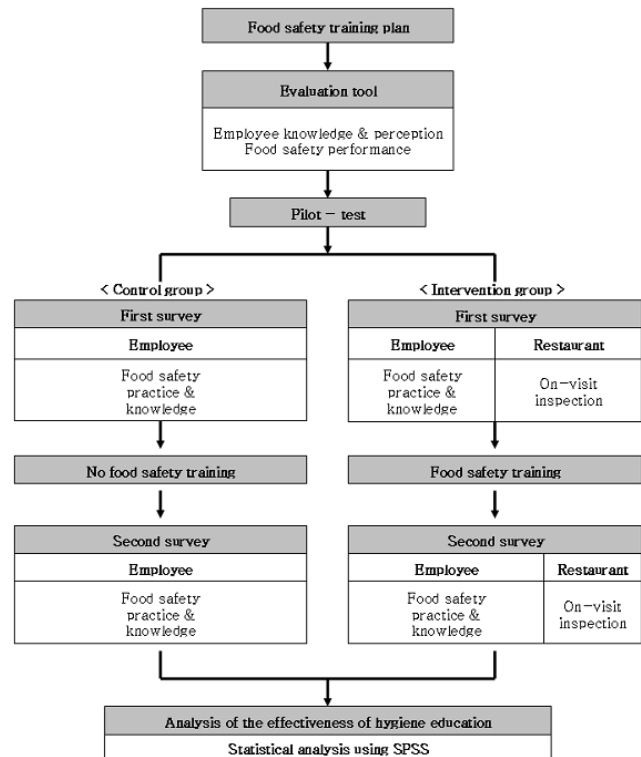 Food safety training plan
Evaluation tool
Employee knowledge & perception
Food safety performance
Pilot - test
< Control group >
First survey
Employee
Food safety
practice &
knowledge
No food safety training
Second survey
Employee
Food safety
practice &
knowledge
< Intervention group >
First survey
Employee
Restaurant
Food safety
practice &
knowledge
On-visit
inspection
Food safety training
Second survey
Employee
Restaurant
Food safety
practice &
knowledge
On-visit
inspection
Analysis of the effectiveness of hygiene education
Statistical analysis using SPSS